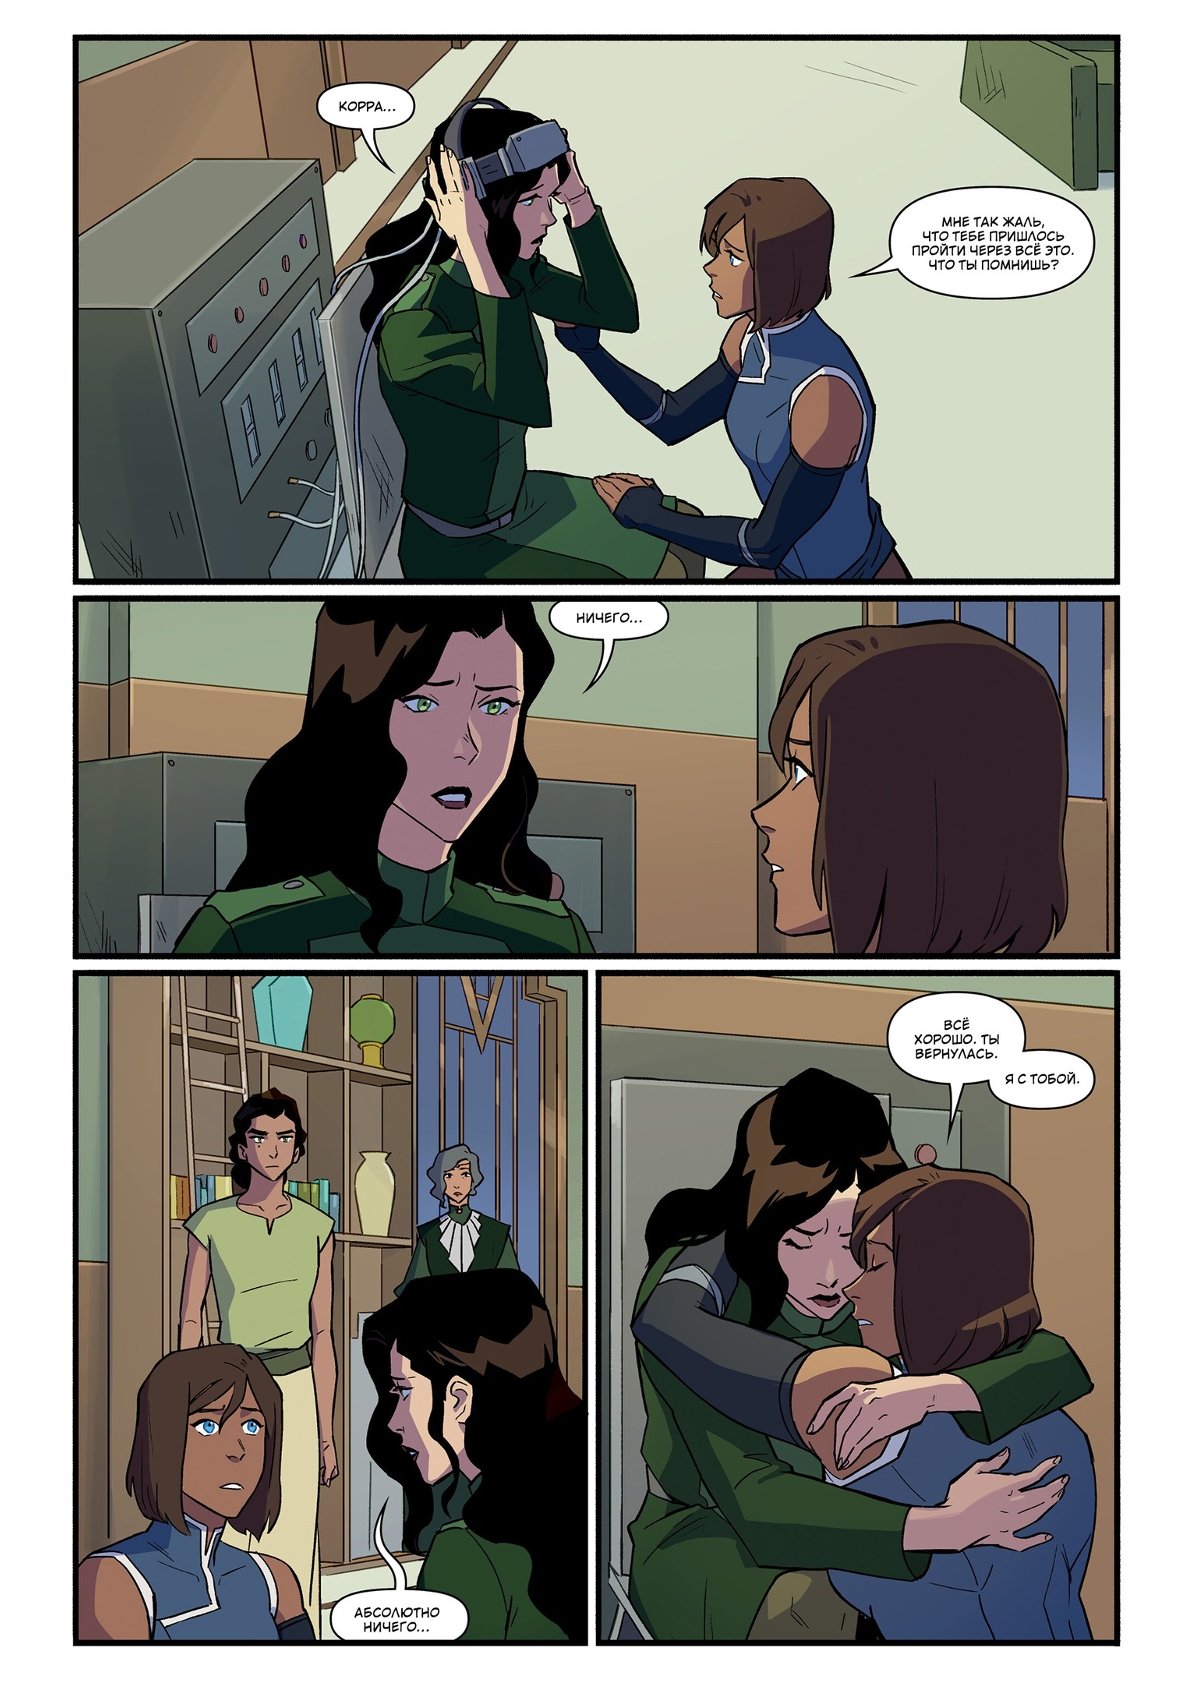 КОРРА...
МНЕ ТАК ЖАЛЬ,
ЧТО ТЕБЕ ПРИШЛОСЬ
ПРОЙТИ ЧЕРЕЗ ВСЁ ЭТО.
ЧТО ТЫ ПОМНИШЬ?
НИЧЕГО...
АБСОЛЮТНО
НИЧЕГО...
ВСЁ
ХОРОШО. ТЫ
ВЕРНУЛАСЬ.
Я С ТОБОЙ.